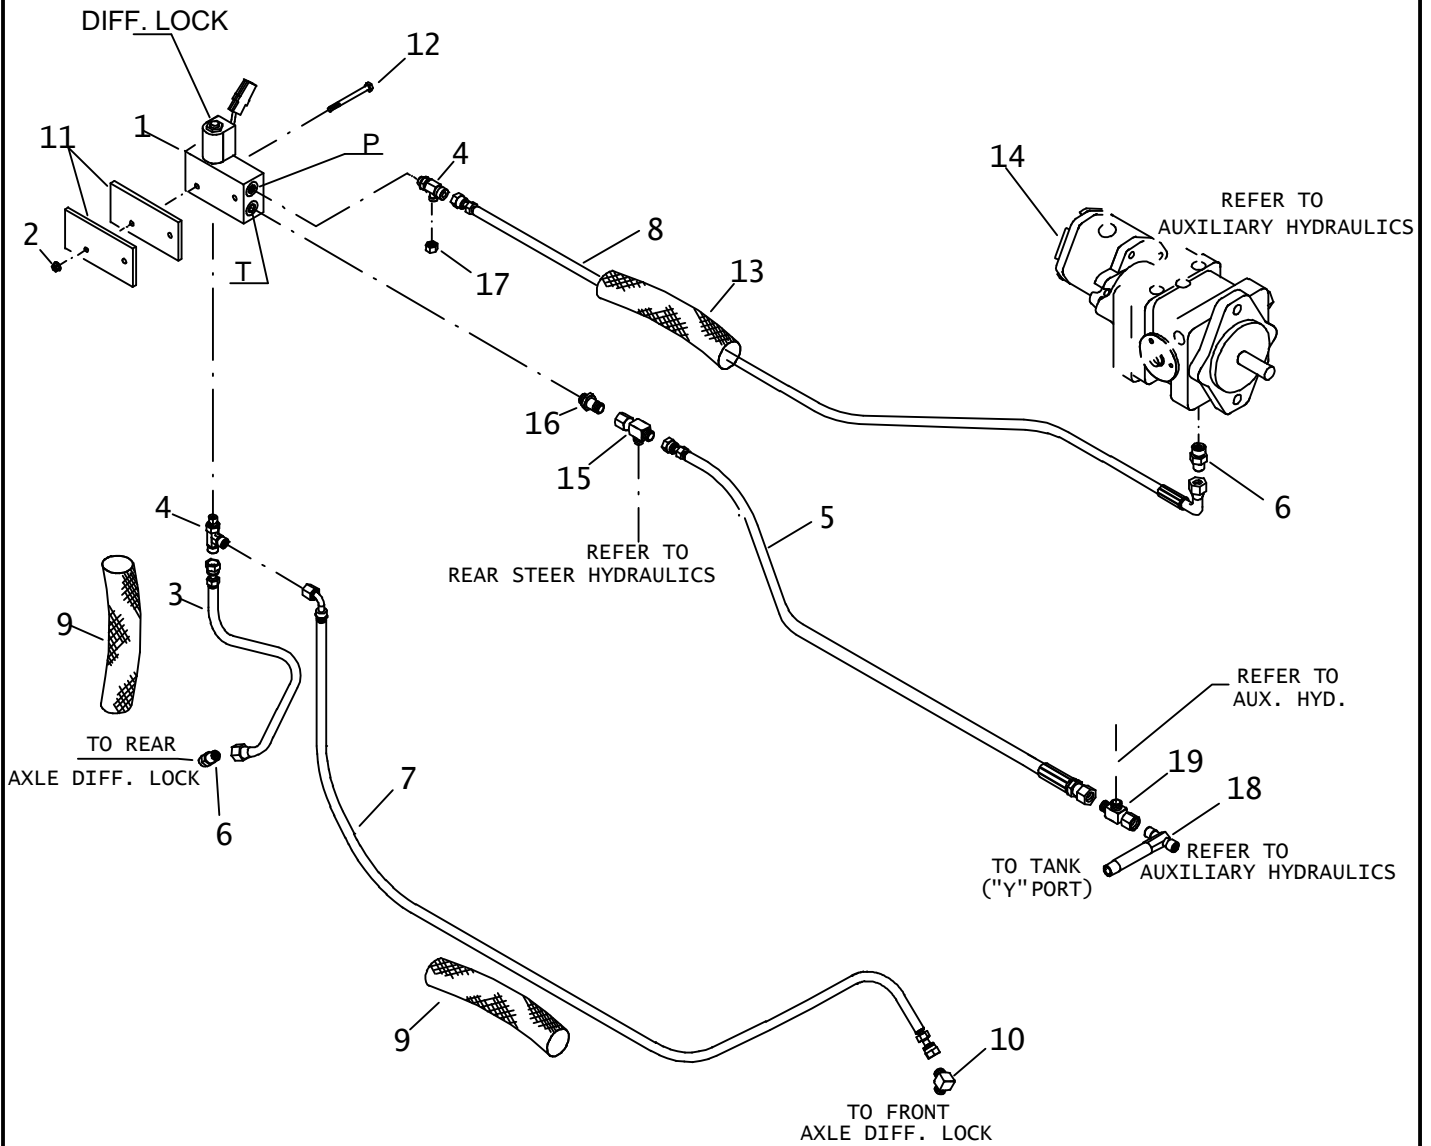 DIFF. LOCK
12
1
11
P
4
14
REFER TO
AUXILIARY HYDRAULICS
2
8
T
17
13
16
15
6
4
5
REFER TO
REAR STEER HYDRAULICS
3
9
REFER TO
AUX. HYD.
TO REAR
AXLE DIFF. LOCK
7
19
18
6
REFER TO
AUXILIARY HYDRAULICS
TO TANK
("Y" PORT)
9
10
TO FRONT
AXLE DIFF. LOCK